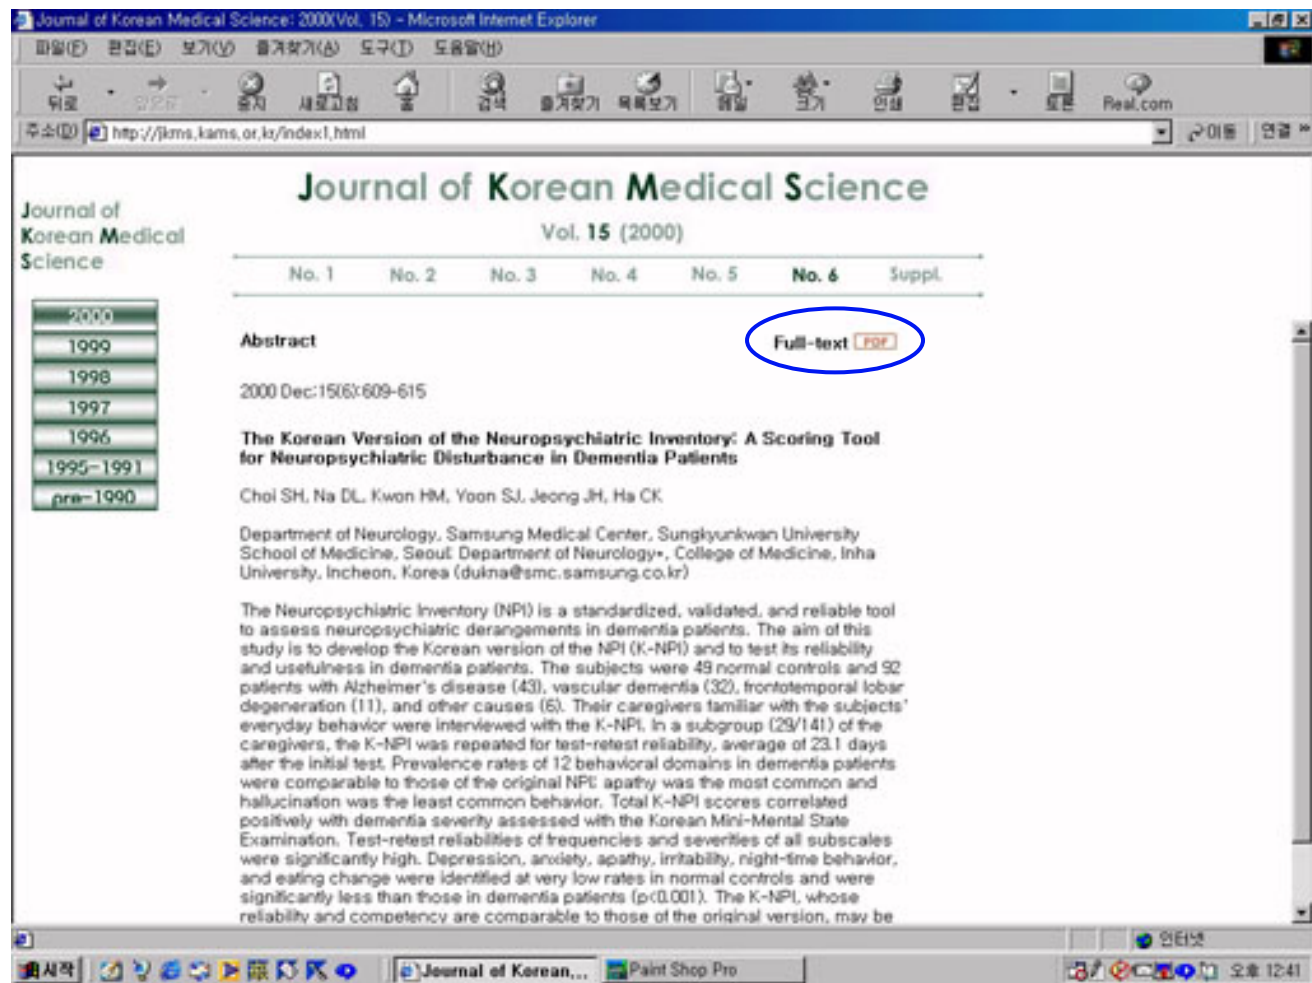 Journal of Korean Medical Science: 2000(Vol. 15) - Microsoft Internet Explorer
파일(F) 편집(E) 보기(V) 즐겨찾기(A) 도구(T) 도움말(H)
뒤로 앞으로 중지 새로고침 홈 검색 즐겨찾기 목록보기 메일 크기 인쇄 편집 토론 Real.com
주소(D) http://jkms.kams.or.kr/index1.html 이동 연결 »
Journal of Korean Medical Science
Vol. 15 (2000)
No. 1 No. 2 No. 3 No. 4 No. 5 No. 6 Suppl.
Journal of
Korean Medical
Science
2000
1999
1998
1997
1996
1995-1991
pre-1990
Abstract Full-text PDF
2000 Dec;15(6):609-615
The Korean Version of the Neuropsychiatric Inventory: A Scoring Tool
for Neuropsychiatric Disturbance in Dementia Patients
Choi SH, Na DL, Kwon HM, Yoon SJ, Jeong JH, Ha CK
Department of Neurology, Samsung Medical Center, Sungkyunkwan University
School of Medicine, Seoul; Department of Neurology*, College of Medicine, Inha
University, Incheon, Korea (dukna@smc.samsung.co.kr)
The Neuropsychiatric Inventory (NPI) is a standardized, validated, and reliable tool
to assess neuropsychiatric derangements in dementia patients. The aim of this
study is to develop the Korean version of the NPI (K-NPI) and to test its reliability
and usefulness in dementia patients. The subjects were 49 normal controls and 92
patients with Alzheimer's disease (43), vascular dementia (32), frontotemporal lobar
degeneration (11), and other causes (6). Their caregivers familiar with the subjects'
everyday behavior were interviewed with the K-NPI. In a subgroup (29/141) of the
caregivers, the K-NPI was repeated for test-retest reliability, average of 23.1 days
after the initial test. Prevalence rates of 12 behavioral domains in dementia patients
were comparable to those of the original NPI: apathy was the most common and
hallucination was the least common behavior. Total K-NPI scores correlated
positively with dementia severity assessed with the Korean Mini-Mental State
Examination. Test-retest reliabilities of frequencies and severities of all subscales
were significantly high. Depression, anxiety, apathy, irritability, night-time behavior,
and eating change were identified at very low rates in normal controls and were
significantly less than those in dementia patients (p<0.001). The K-NPI, whose
reliability and competency are comparable to those of the original version, may be
인터넷
시작 Journal of Korean... Paint Shop Pro 오후 12:41